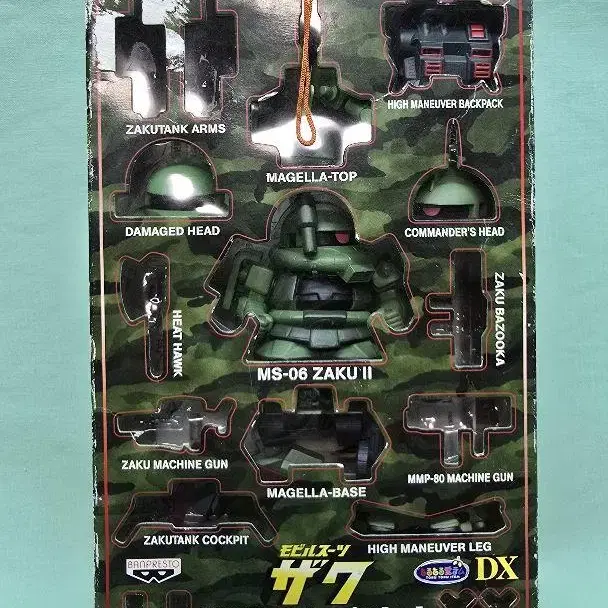 HIGH MANEUVER BACKPACK
ZAKUTANK ARMS
MAGELLA-TOP
DAMAGED HEAD
COMMANDER'S HEAD
HEAT HAWK
ZAKU BAZOOKA
MS-06 ZAKU II
ZAKU MACHINE GUN
MAGELLA-BASE
MMP-80 MACHINE GUN
ZAKUTANK COCKPIT
HIGH MANEUVER LEG
BANPRESTO
モビルスーツ
ザク
DX